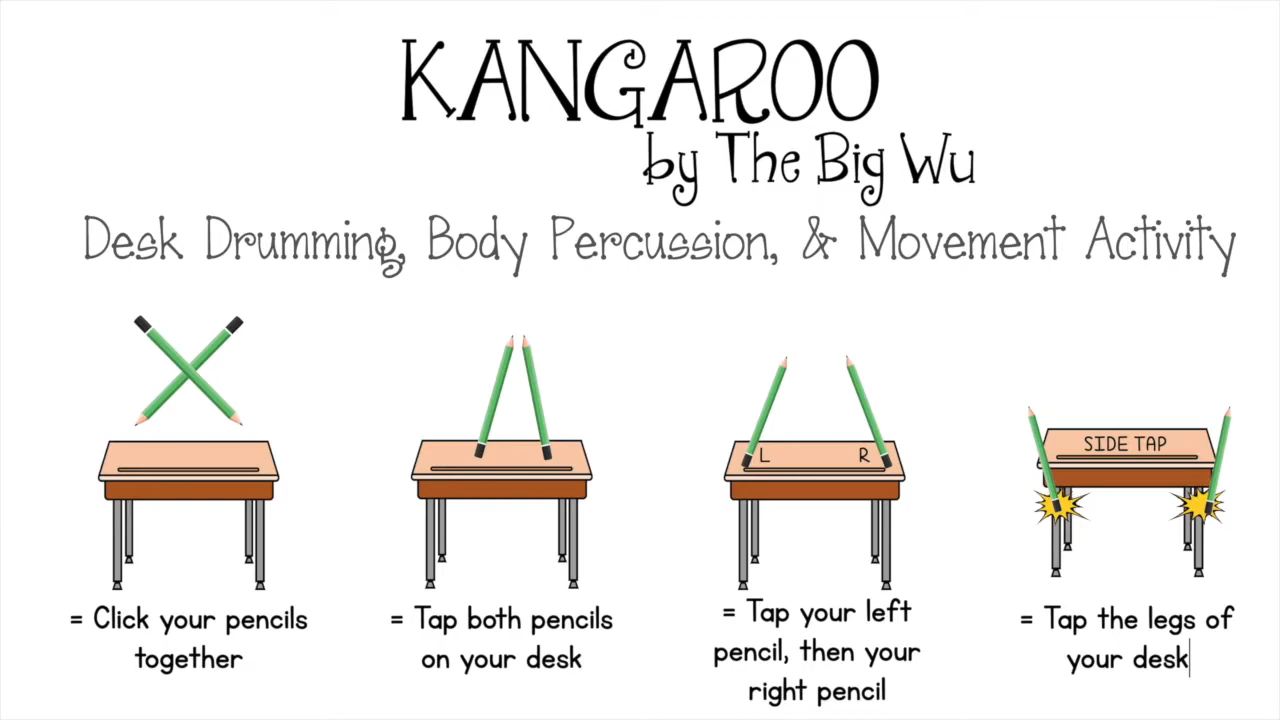 KANGAROO
by The Big Wu
Desk Drumming, Body Percussion, & Movement Activity
L
R
SIDE TAP
= Click your pencils
together
= Tap both pencils
on your desk
= Tap your left
pencil, then your
right pencil
= Tap the legs of
your desk